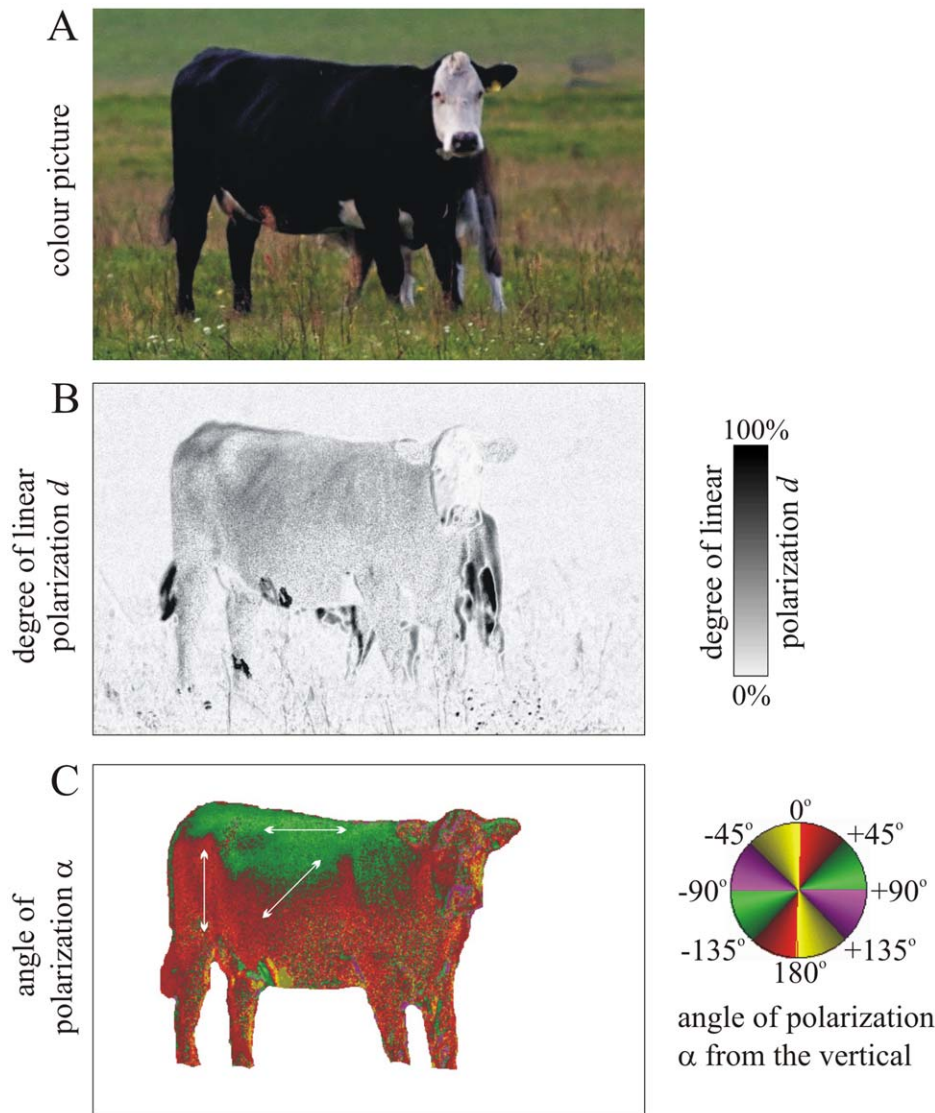 A
colour picture
B
degree of linear
polarization d
100%
degree of linear
polarization d
0%
C
angle of
polarization α
0°
-45°
+45°
-90°
+90°
-135°
+135°
180°
angle of polarization
α from the vertical